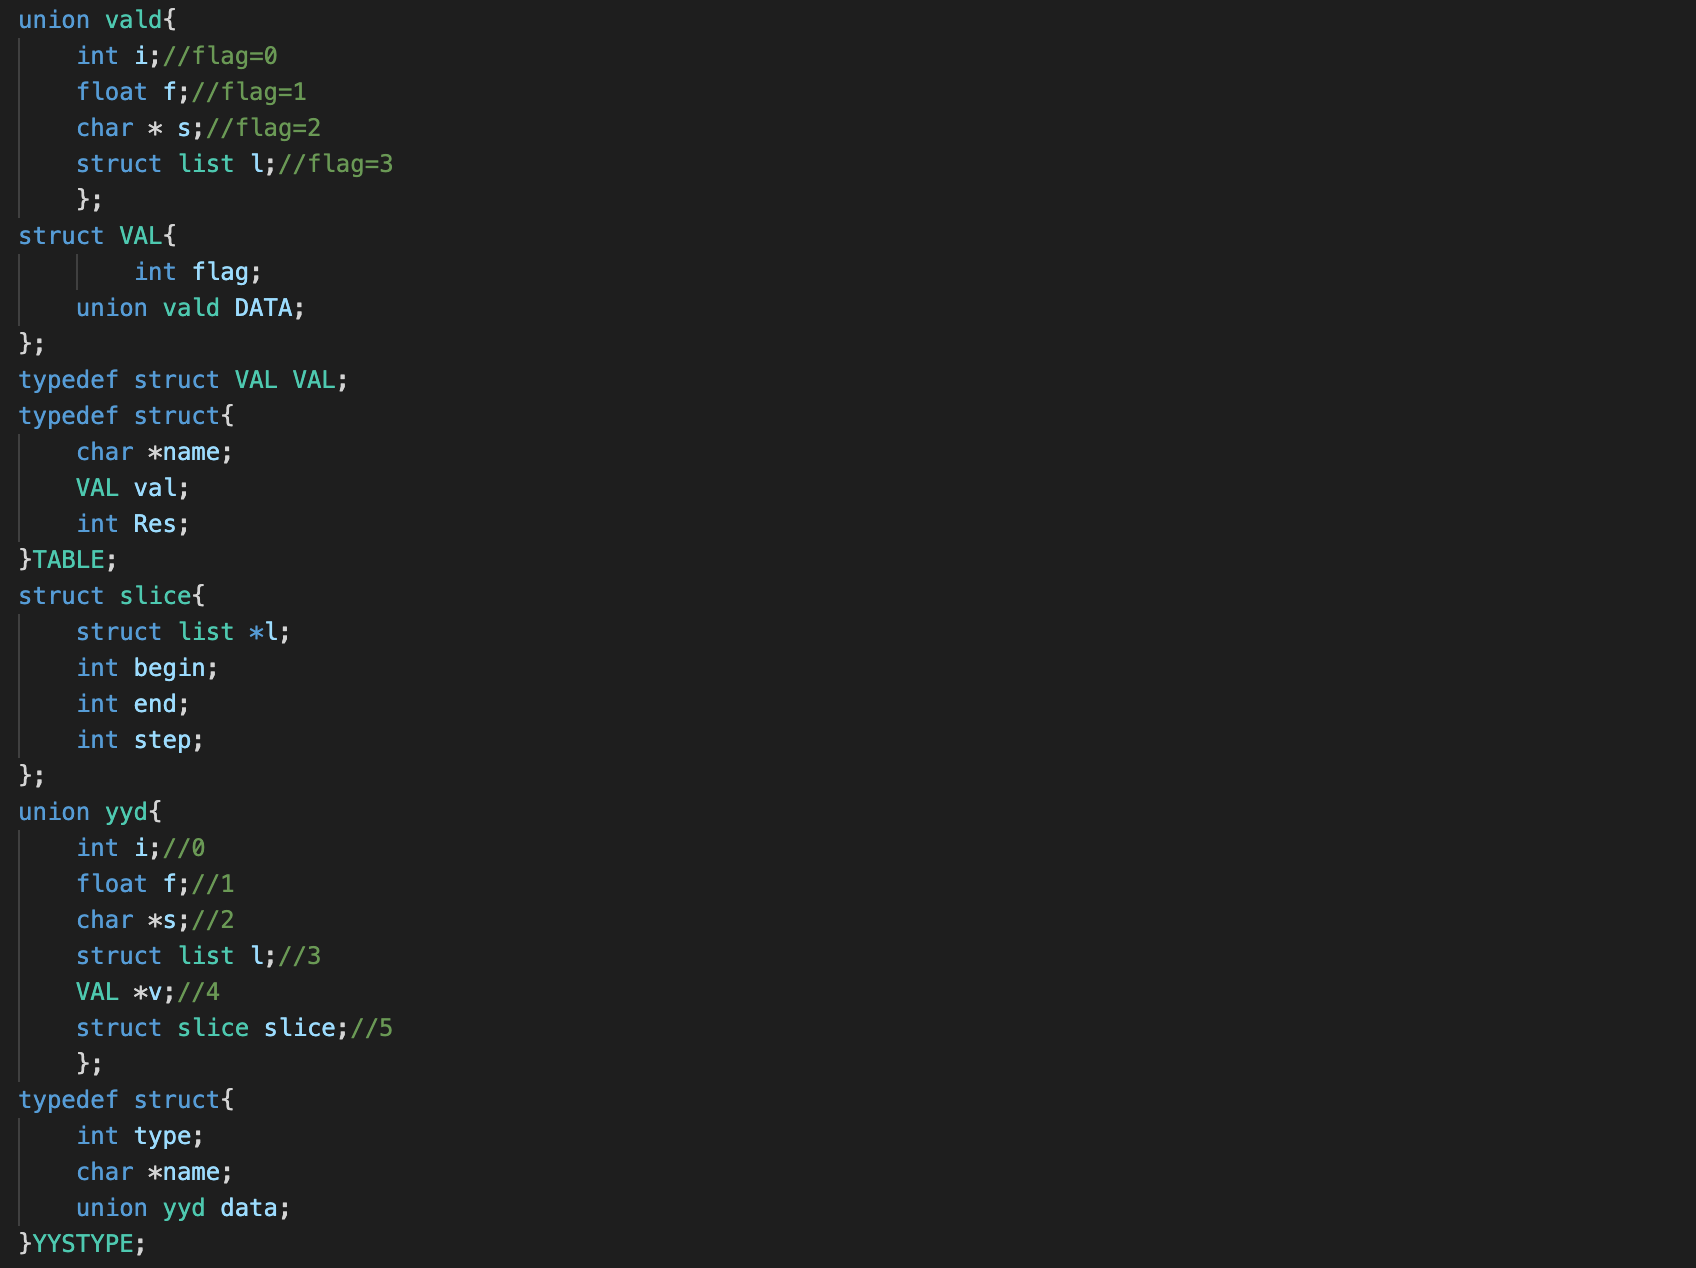 union vald{
    int i;//flag=0
    float f;//flag=1
    char * s;//flag=2
    struct list l;//flag=3
    };
struct VAL{
        int flag;
    union vald DATA;
};
typedef struct VAL VAL;
typedef struct{
    char *name;
    VAL val;
    int Res;
}TABLE;
struct slice{
    struct list *l;
    int begin;
    int end;
    int step;
};
union yyd{
    int i;//0
    float f;//1
    char *s;//2
    struct list l;//3
    VAL *v;//4
    struct slice slice;//5
    };
typedef struct{
    int type;
    char *name;
    union yyd data;
}YYSTYPE;